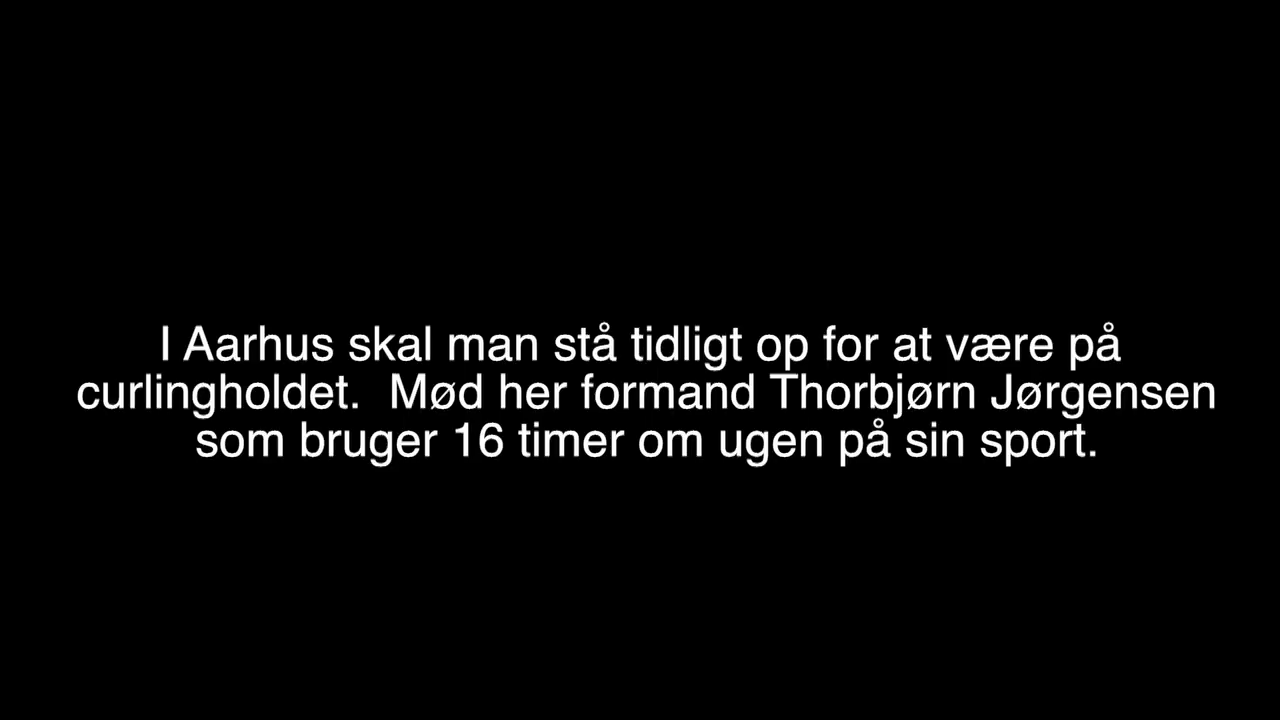 I Aarhus skal man stå tidligt op for at være på
curlingholdet.  Mød her formand Thorbjørn Jørgensen
som bruger 16 timer om ugen på sin sport.